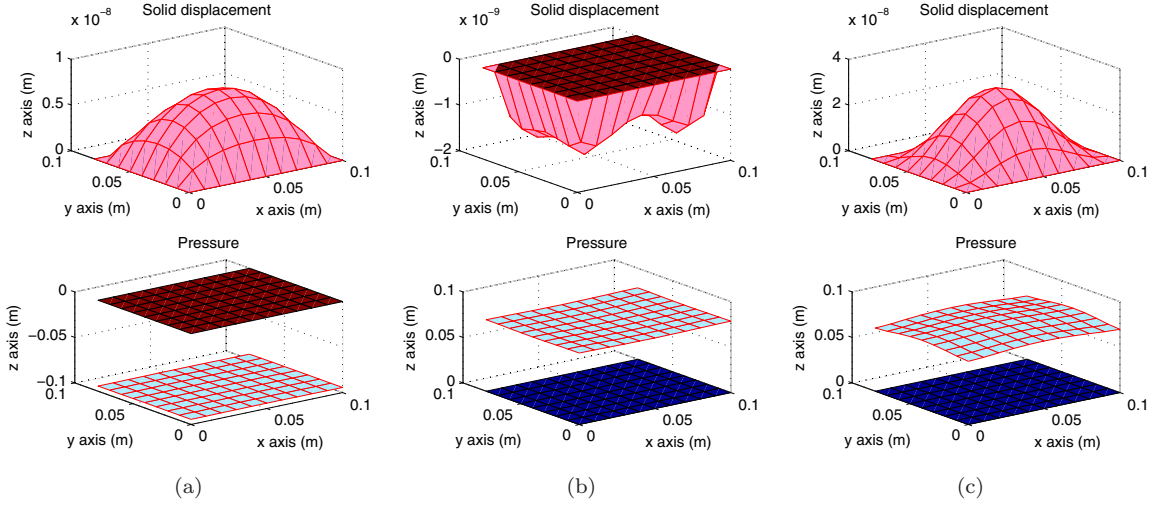 x 10⁻⁸
Solid displacement
1
0.5
0
0.1
0.05
0
0
0.05
0.1
z axis (m)
y axis (m)
x axis (m)
x 10⁻⁹
Solid displacement
0
−1
−2
0.1
0.05
0
0
0.05
0.1
z axis (m)
y axis (m)
x axis (m)
x 10⁻⁸
Solid displacement
4
2
0
0.1
0.05
0
0
0.05
0.1
z axis (m)
y axis (m)
x axis (m)
Pressure
0
−0.05
−0.1
0.1
0.05
0
0
0.05
0.1
z axis (m)
y axis (m)
x axis (m)
Pressure
0.1
0.05
0
0.1
0.05
0
0
0.05
0.1
z axis (m)
y axis (m)
x axis (m)
Pressure
0.1
0.05
0
0.1
0.05
0
0
0.05
0.1
z axis (m)
y axis (m)
x axis (m)
(a)
(b)
(c)